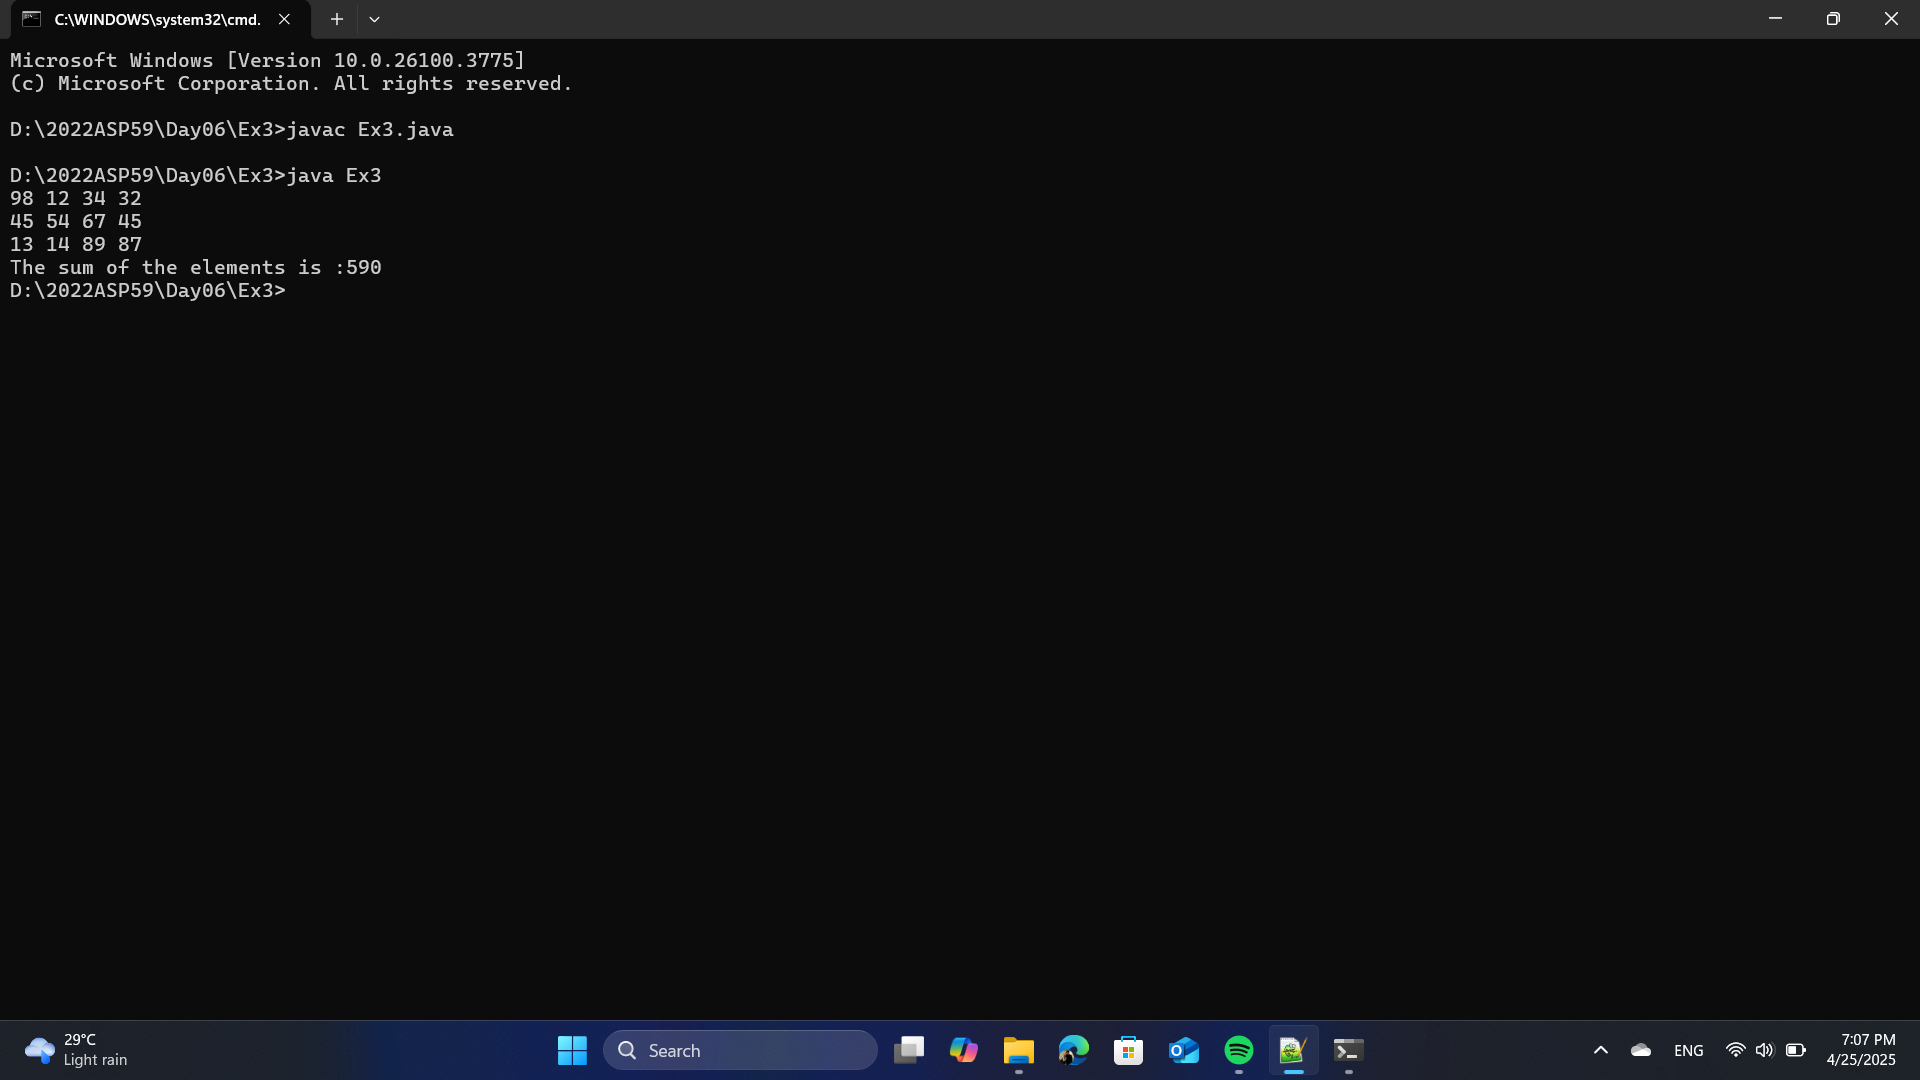 C:\WINDOWS\system32\cmd.
Microsoft Windows [Version 10.0.26100.3775]
(c) Microsoft Corporation. All rights reserved.
D:\2022ASP59\Day06\Ex3>javac Ex3.java
D:\2022ASP59\Day06\Ex3>java Ex3
98 12 34 32
45 54 67 45
13 14 89 87
The sum of the elements is :590
D:\2022ASP59\Day06\Ex3>
29°C
Light rain
Search
ENG
7:07 PM
4/25/2025